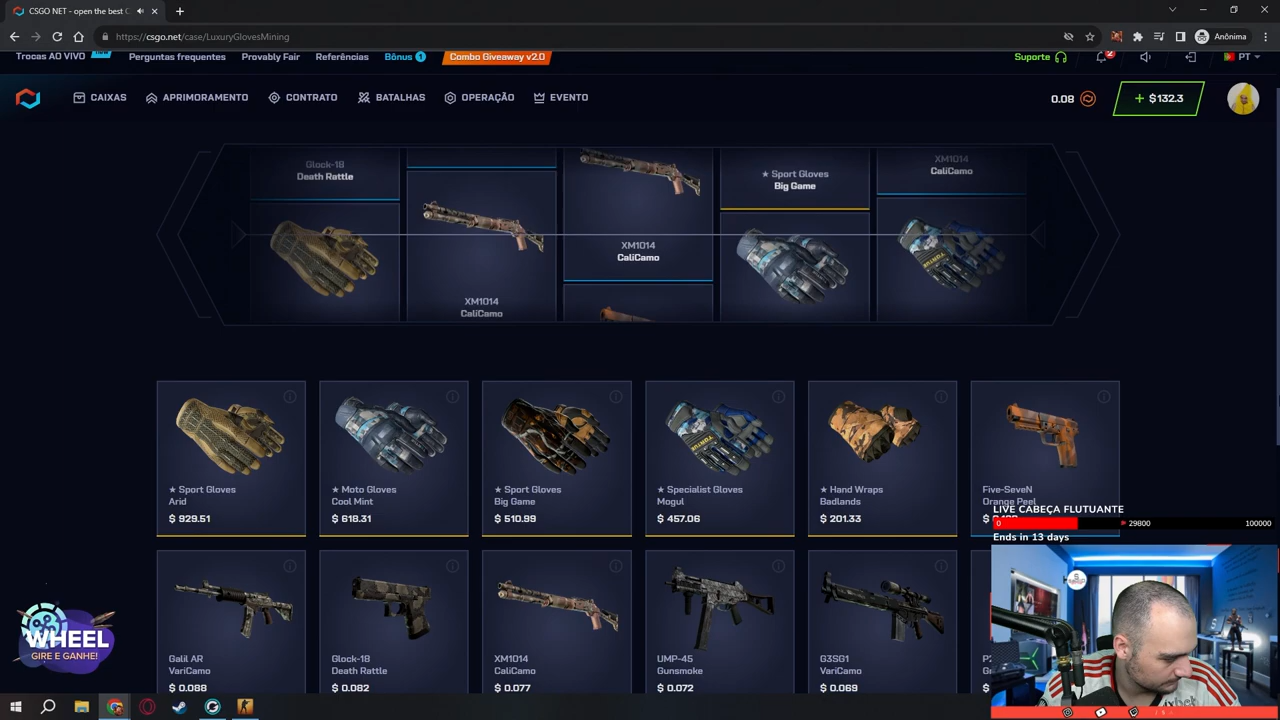 CSGO NET - open the best C
https://csgo.net/case/LuxuryGlovesMining
Anônima
Trocas AO VIVO
Perguntas frequentes
Provably Fair
Referências
Bônus 1
Combo Giveaway v2.0
Suporte
2
PT
CAIXAS
APRIMORAMENTO
CONTRATO
BATALHAS
OPERAÇÃO
EVENTO
0.08
+ $132.3
Glock-18
Death Rattle
XM1014
CaliCamo
XM1014
CaliCamo
★ Sport Gloves
Big Game
XM1014
CaliCamo
★ Sport Gloves
Arid
$ 929.51
★ Moto Gloves
Cool Mint
$ 618.31
★ Sport Gloves
Big Game
$ 510.99
★ Specialist Gloves
Mogul
$ 457.06
★ Hand Wraps
Badlands
$ 201.33
Five-SeveN
Orange Peel
LIVE CABEÇA FLUTUANTE
0
29800
100000
Ends in 13 days
Galil AR
VariCamo
$ 0.088
Glock-18
Death Rattle
$ 0.082
XM1014
CaliCamo
$ 0.077
UMP-45
Gunsmoke
$ 0.072
G3SG1
VariCamo
$ 0.069
WHEEL
GIRE E GANHE!